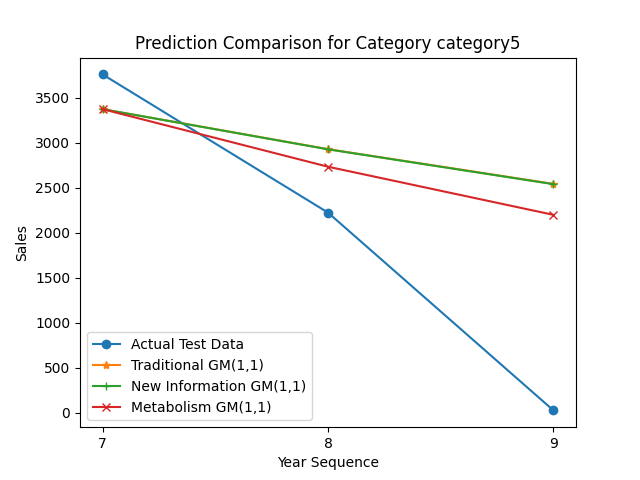 Prediction Comparison for Category category5
Sales
3500
3000
2500
2000
1500
1000
500
0
Actual Test Data
Traditional GM(1,1)
New Information GM(1,1)
Metabolism GM(1,1)
7
8
9
Year Sequence